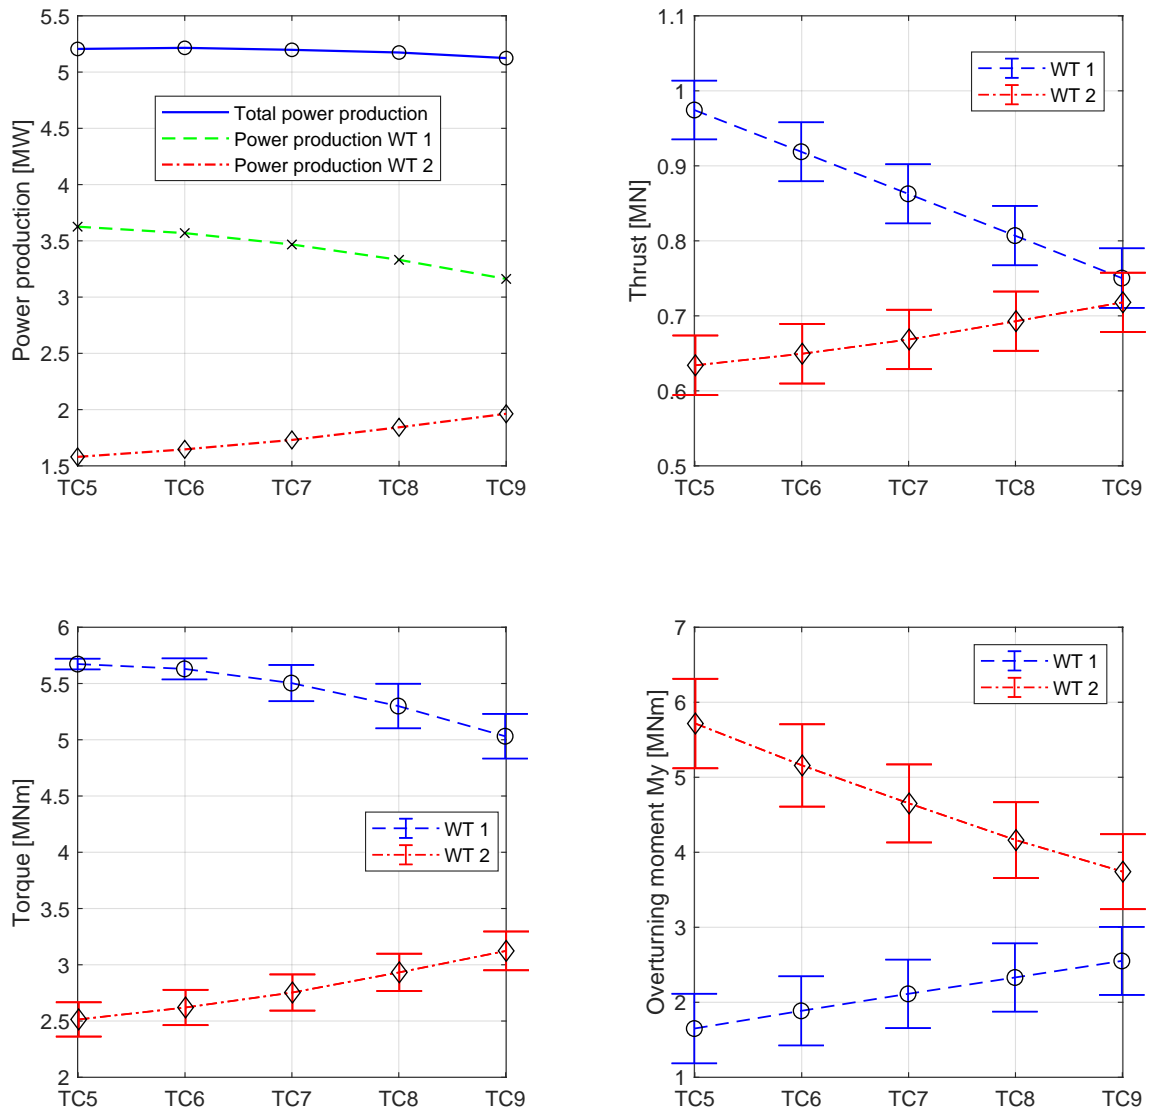 Power production [MW]
5.5
5
4.5
4
3.5
3
2.5
2
1.5
Total power production
Power production WT 1
Power production WT 2
TC5 TC6 TC7 TC8 TC9
Thrust [MN]
1.1
1
0.9
0.8
0.7
0.6
0.5
WT 1
WT 2
TC5 TC6 TC7 TC8 TC9
Torque [MNm]
6
5.5
5
4.5
4
3.5
3
2.5
2
WT 1
WT 2
TC5 TC6 TC7 TC8 TC9
Overturning moment My [MNm]
7
6
5
4
3
2
1
WT 1
WT 2
TC5 TC6 TC7 TC8 TC9